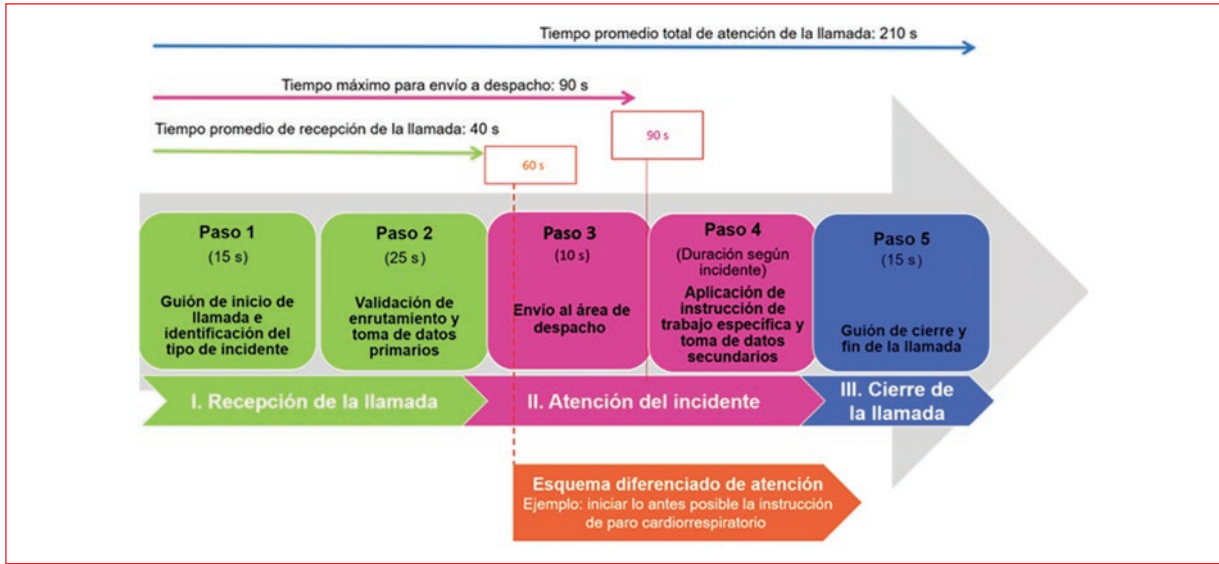 Tiempo promedio total de atención de la llamada: 210 s
Tiempo máximo para envío a despacho: 90 s
90 s
Tiempo promedio de recepción de la llamada: 40 s
60 s
Paso 1
(15 s)
Guión de inicio de
llamada e
identificación del
tipo de incidente
Paso 2
(25 s)
Validación de
enrutamiento y
toma de datos
primarios
Paso 3
(10 s)
Envio al área de
despacho
Paso 4
(Duración según
incidente)
Aplicación de
instrucción de
trabajo específica y
toma de datos
secundarios
Paso 5
(15 s)
Guión de cierre y
fin de la llamada
I. Recepción de la llamada
II. Atención del incidente
III. Cierre de
la llamada
Esquema diferenciado de atención
Ejemplo: iniciar lo antes posible la instrucción
de paro cardiorrespiratorio